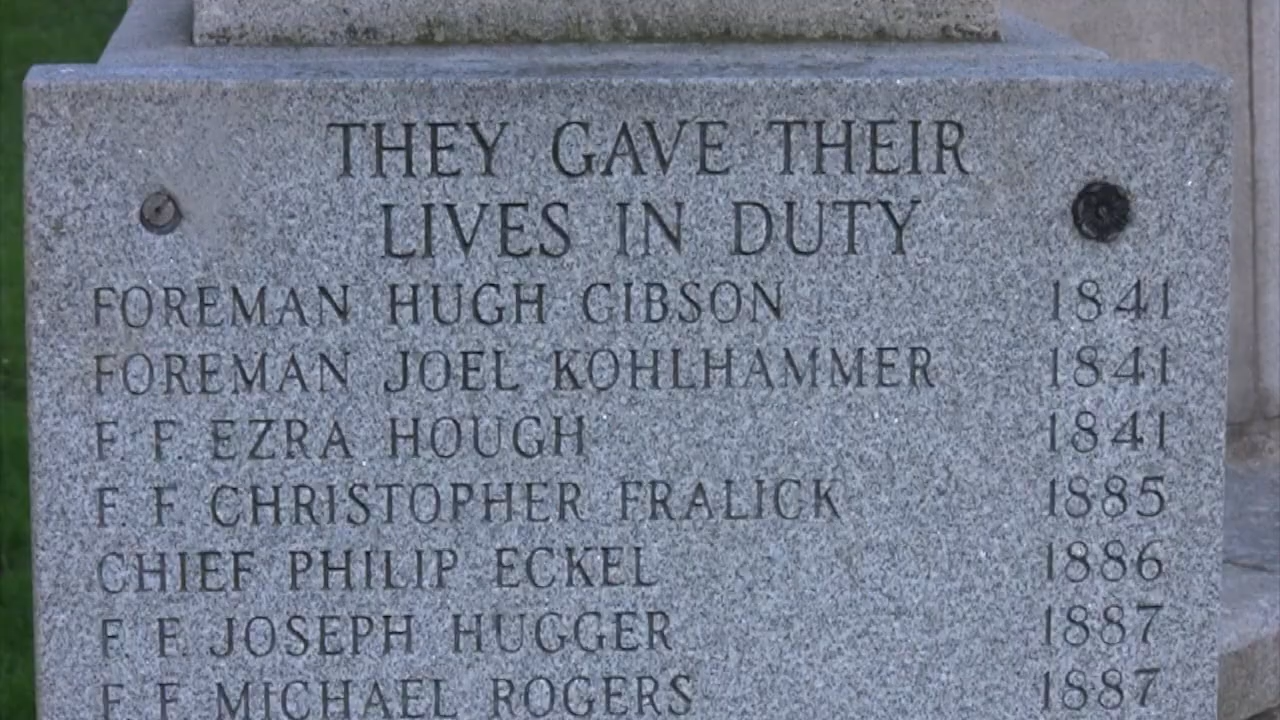 THEY GAVE THEIR
LIVES IN DUTY
FOREMAN HUGH GIBSON 1841
FOREMAN JOEL KOHLHAMMER 1841
F. F. EZRA HOUGH 1841
F. F. CHRISTOPHER FRALICK 1885
CHIEF PHILIP ECKEL 1886
F. F. JOSEPH HUGGER 1887
F. F. MICHAEL ROGERS 1887